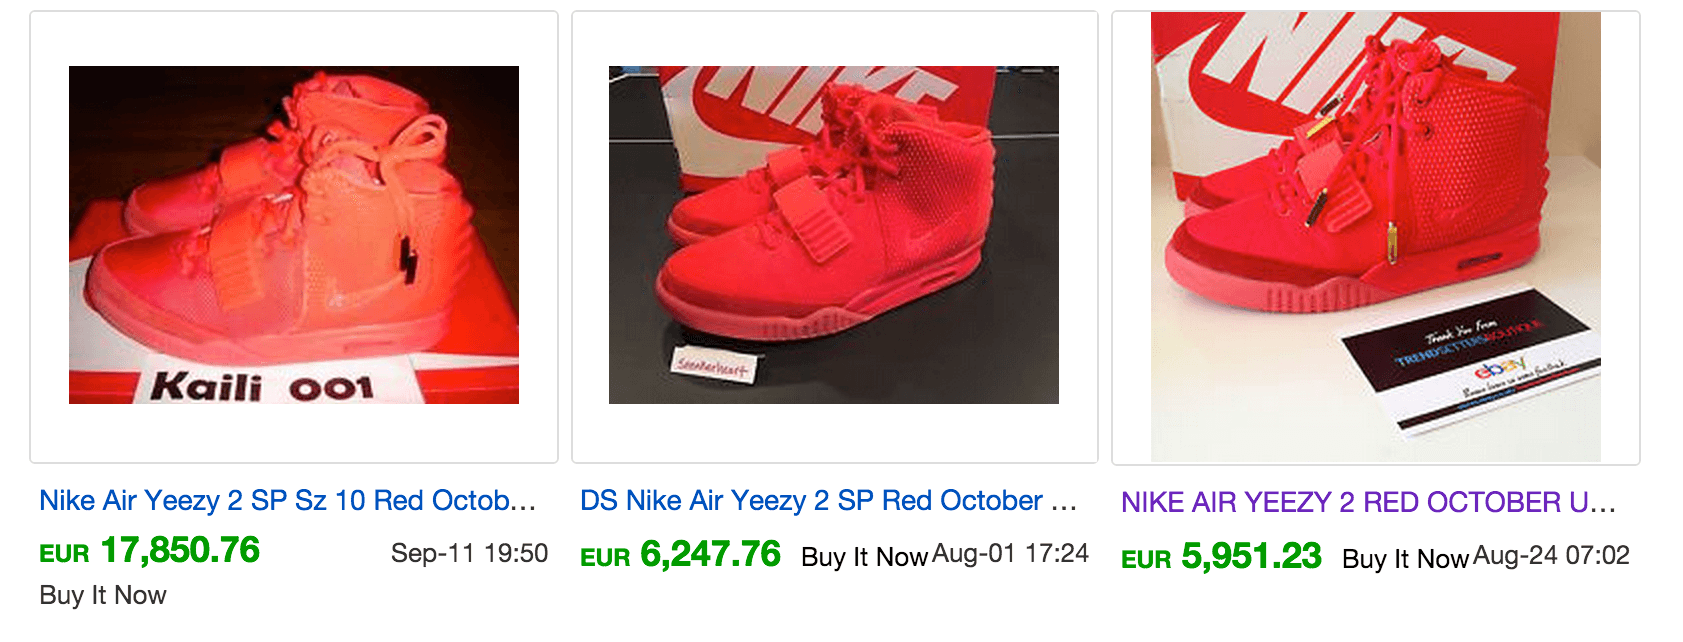 NIKE
NIKE
Kaili 001
sneakerheart
Thank You From
TRENDSETTERSBOUTIQUE
ebay
Nike Air Yeezy 2 SP Sz 10 Red Octob...
EUR 17,850.76
Sep-11 19:50
Buy It Now
DS Nike Air Yeezy 2 SP Red October ...
EUR 6,247.76 Buy It Now Aug-01 17:24
NIKE AIR YEEZY 2 RED OCTOBER U...
EUR 5,951.23 Buy It Now Aug-24 07:02